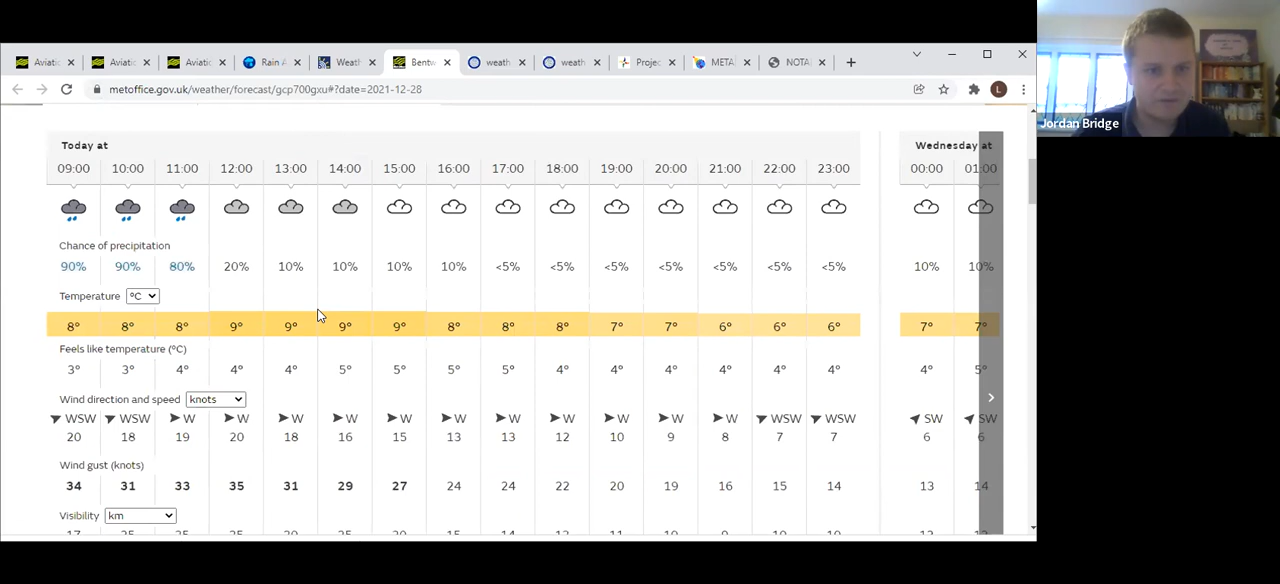 Aviatic Aviatic Aviatic Rain A Weath Bentw weath weath Projec META NOTA
metoffice.gov.uk/weather/forecast/gcp700gxu#?date=2021-12-28 L
Jordan Bridge
Today at Wednesday at
09:00 10:00 11:00 12:00 13:00 14:00 15:00 16:00 17:00 18:00 19:00 20:00 21:00 22:00 23:00 00:00 01:00
Chance of precipitation
90% 90% 80% 20% 10% 10% 10% 10% <5% <5% <5% <5% <5% <5% <5% 10% 10%
Temperature °C
8° 8° 8° 9° 9° 9° 9° 8° 8° 8° 7° 7° 6° 6° 6° 7° 7°
Feels like temperature (°C)
3° 3° 4° 4° 4° 5° 5° 5° 5° 4° 4° 4° 4° 4° 4° 4° 5°
Wind direction and speed knots
WSW WSW W W W W W W W W W W W WSW WSW SW SW
20 18 19 20 18 16 15 13 13 12 10 9 8 7 7 6 6
Wind gust (knots)
34 31 33 35 31 29 27 24 24 22 20 19 16 15 14 13 14
Visibility km